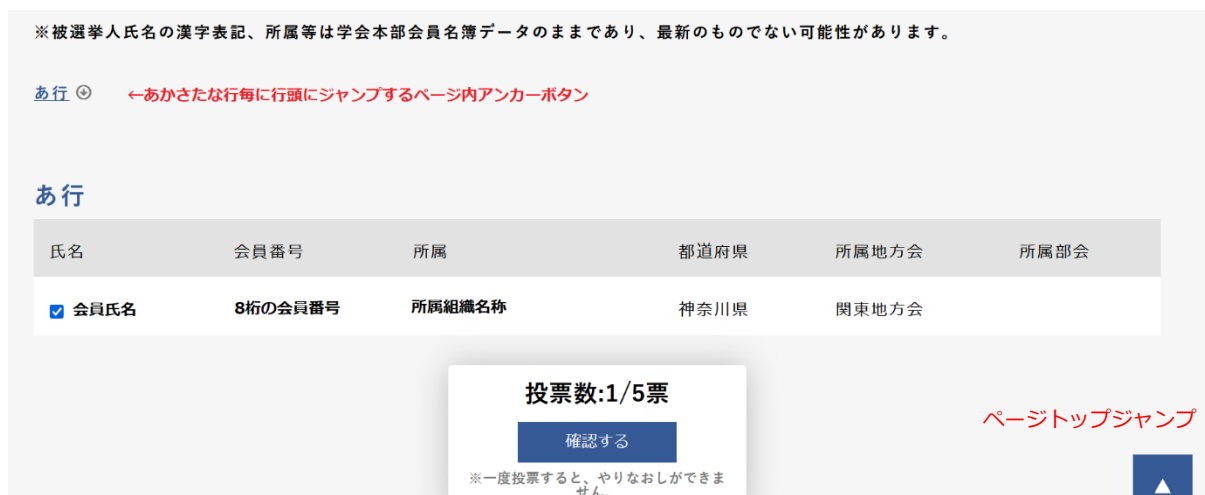 ※被選挙人氏名の漢字表記、所属等は学会本部会員名簿データのままであり、最新のものでない可能性があります。
あ行 ←あかさたな行毎に行頭にジャンプするページ内アンカーボタン
あ行
氏名 会員番号 所属 都道府県 所属地方会 所属部会
会員氏名 8桁の会員番号 所属組織名称 神奈川県 関東地方会
投票数:1/5票
確認する
ページトップジャンプ
※一度投票すると、やりなおしができま
せん。
▲